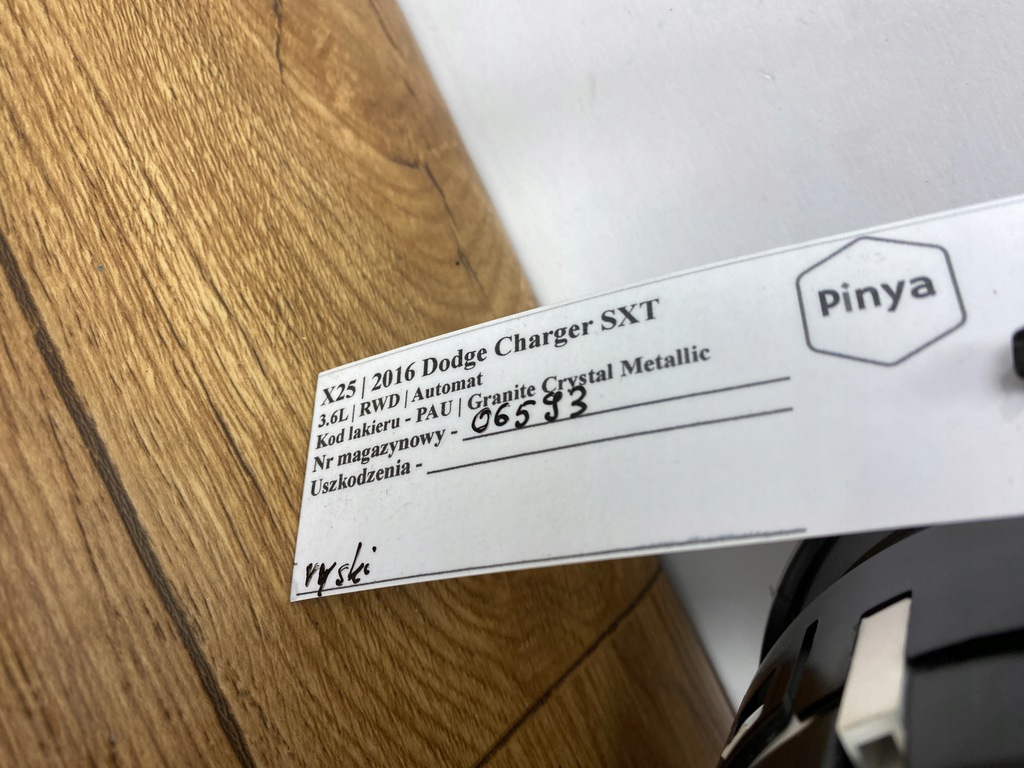 Pinya
X25 | 2016 Dodge Charger SXT
3.6L | RWD | Automat
Kod lakieru - PAU | Granite Crystal Metallic
Nr magazynowy - 06593
Uszkodzenia -
ryski